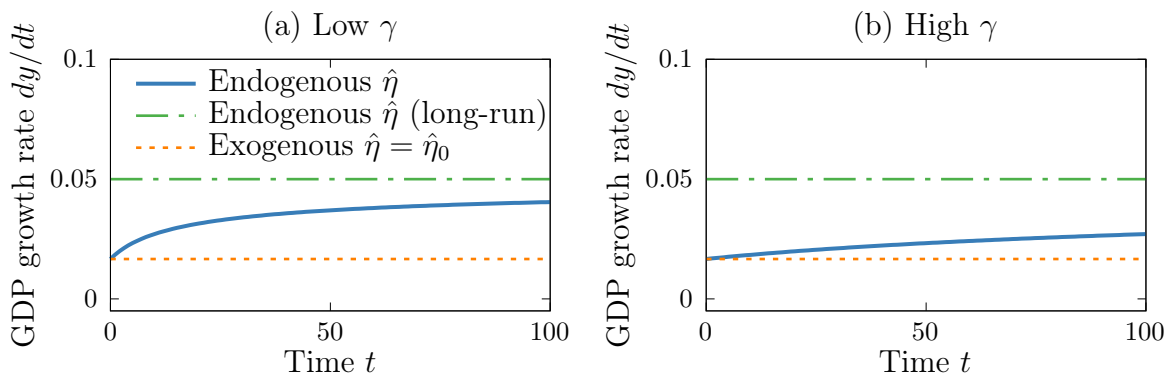 (a) Low γ
GDP growth rate dy/dt
0.1
0.05
0
Endogenous η̂
Endogenous η̂ (long-run)
Exogenous η̂ = η̂₀
0 50 100
Time t
(b) High γ
GDP growth rate dy/dt
0.1
0.05
0
0 50 100
Time t